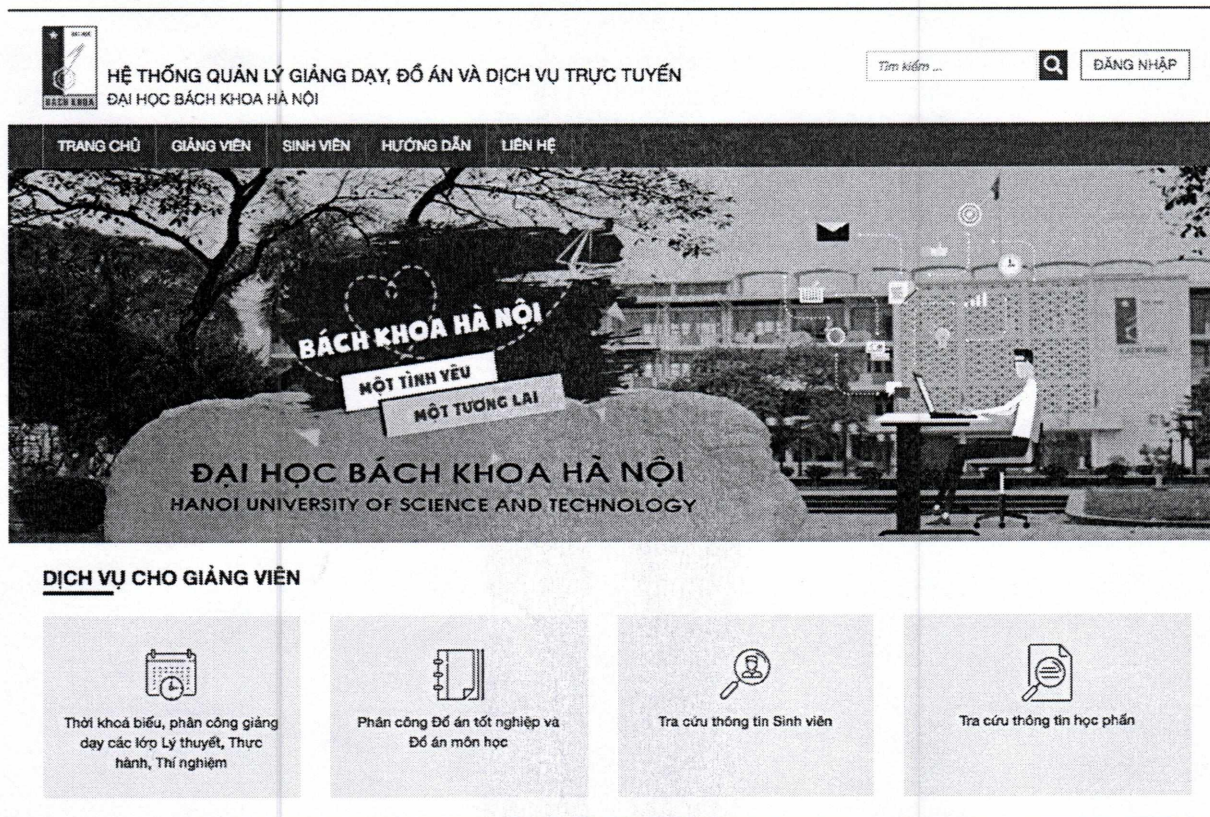 BÁCH KHOA
HỆ THỐNG QUẢN LÝ GIẢNG DẠY, ĐỒ ÁN VÀ DỊCH VỤ TRỰC TUYẾN
ĐẠI HỌC BÁCH KHOA HÀ NỘI
Tìm kiếm ...
ĐĂNG NHẬP
TRANG CHỦ GIẢNG VIÊN SINH VIÊN HƯỚNG DẪN LIÊN HỆ
BÁCH KHOA HÀ NỘI
MỘT TÌNH YÊU
MỘT TƯƠNG LAI
BÁCH KHOA
ĐẠI HỌC BÁCH KHOA HÀ NỘI
HANOI UNIVERSITY OF SCIENCE AND TECHNOLOGY
DỊCH VỤ CHO GIẢNG VIÊN
Thời khoá biểu, phân công giảng
dạy các lớp Lý thuyết, Thực
hành, Thí nghiệm
Phân công Đồ án tốt nghiệp và
Đồ án môn học
Tra cứu thông tin Sinh viên
Tra cứu thông tin học phần